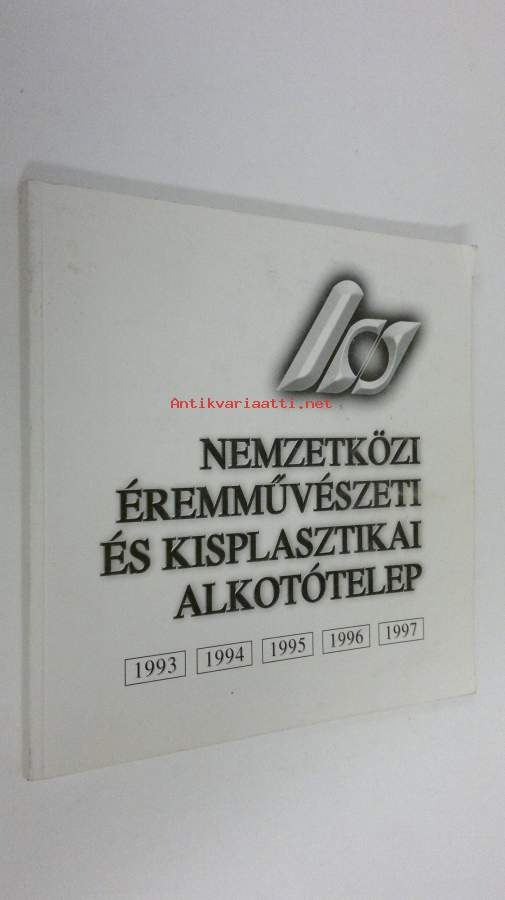 Antikvariaatti.net
NEMZETKÖZI
ÉREMMŰVÉSZETI
ÉS KISPLASZTIKAI
ALKOTÓTELEP
1993 1994 1995 1996 1997